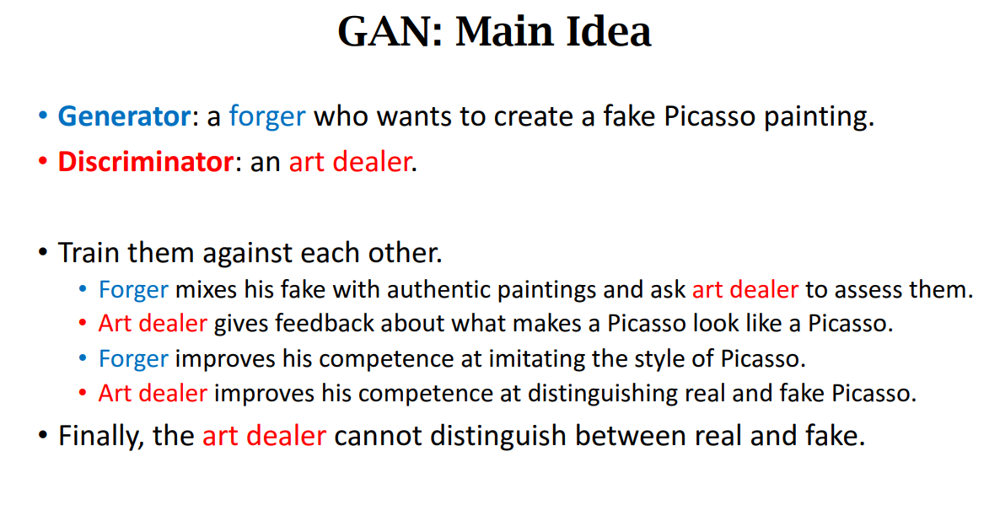 GAN: Main Idea
• Generator: a forger who wants to create a fake Picasso painting.
• Discriminator: an art dealer.
• Train them against each other.
• Forger mixes his fake with authentic paintings and ask art dealer to assess them.
• Art dealer gives feedback about what makes a Picasso look like a Picasso.
• Forger improves his competence at imitating the style of Picasso.
• Art dealer improves his competence at distinguishing real and fake Picasso.
• Finally, the art dealer cannot distinguish between real and fake.